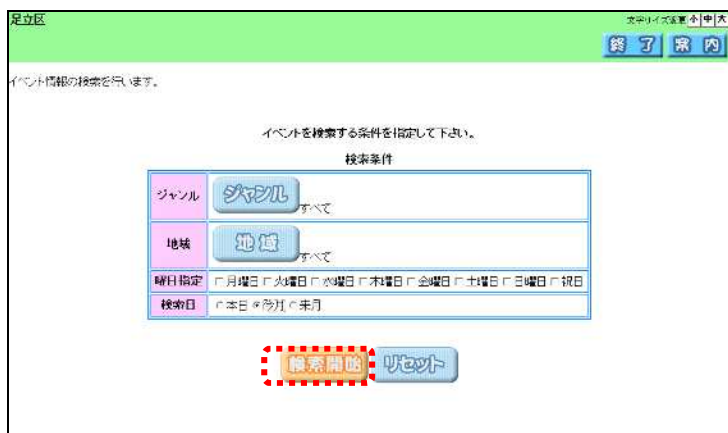 足立区
文字サイズ変更 小 中 大
終了 案内
イベント情報の検索を行います。
イベントを検索する条件を指定して下さい。
検索条件
ジャンル ジャンル すべて
地域 地域 すべて
曜日指定 月曜日 火曜日 水曜日 木曜日 金曜日 土曜日 日曜日 祝日
検索日 本日 今月 来月
検索開始 リセット